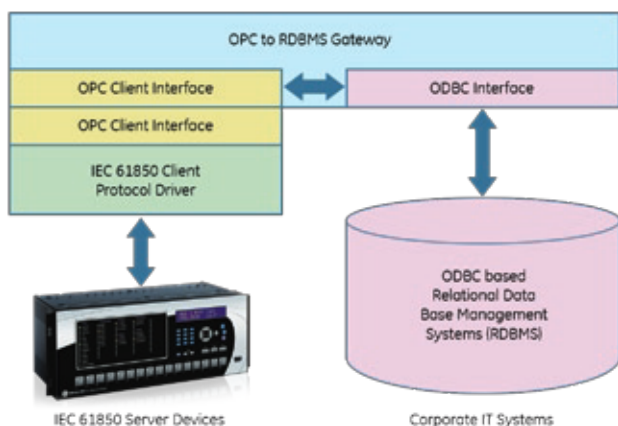 OPC to RDBMS Gateway
OPC Client Interface
ODBC Interface
OPC Client Interface
IEC 61850 Client
Protocol Driver
ODBC based
Relational Data
Base Management
Systems (RDBMS)
IEC 61850 Server Devices
Corporate IT Systems